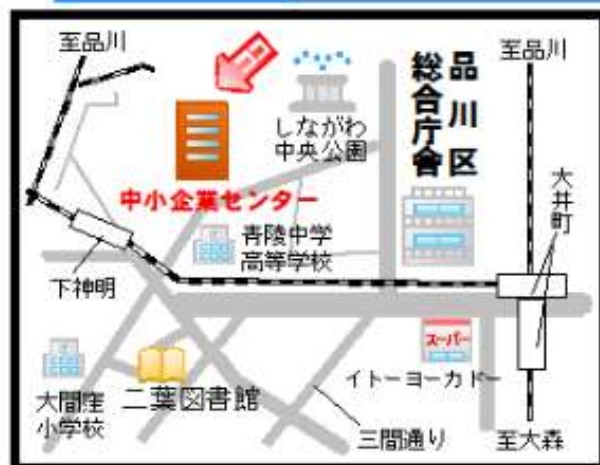 至品川
しながわ
中央公園
品川区
総合庁舎
至品川
大井町
中小企業センター
青陵中学
高等学校
下神明
スーパー
イトーヨーカドー
大間窪
小学校
二葉図書館
三間通り
至大森